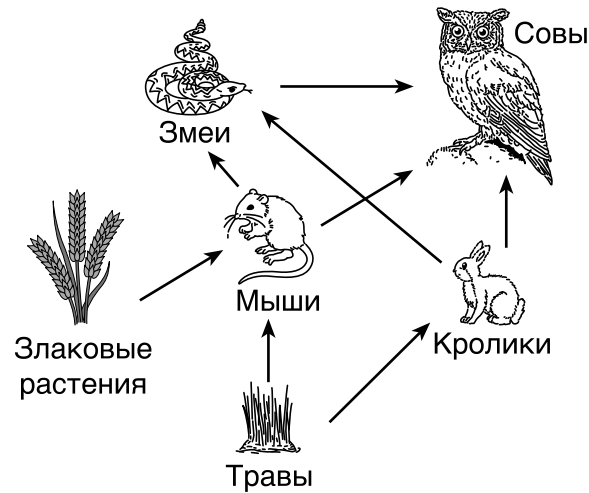 Совы
Змеи
Мыши
Злаковые
растения
Кролики
Травы